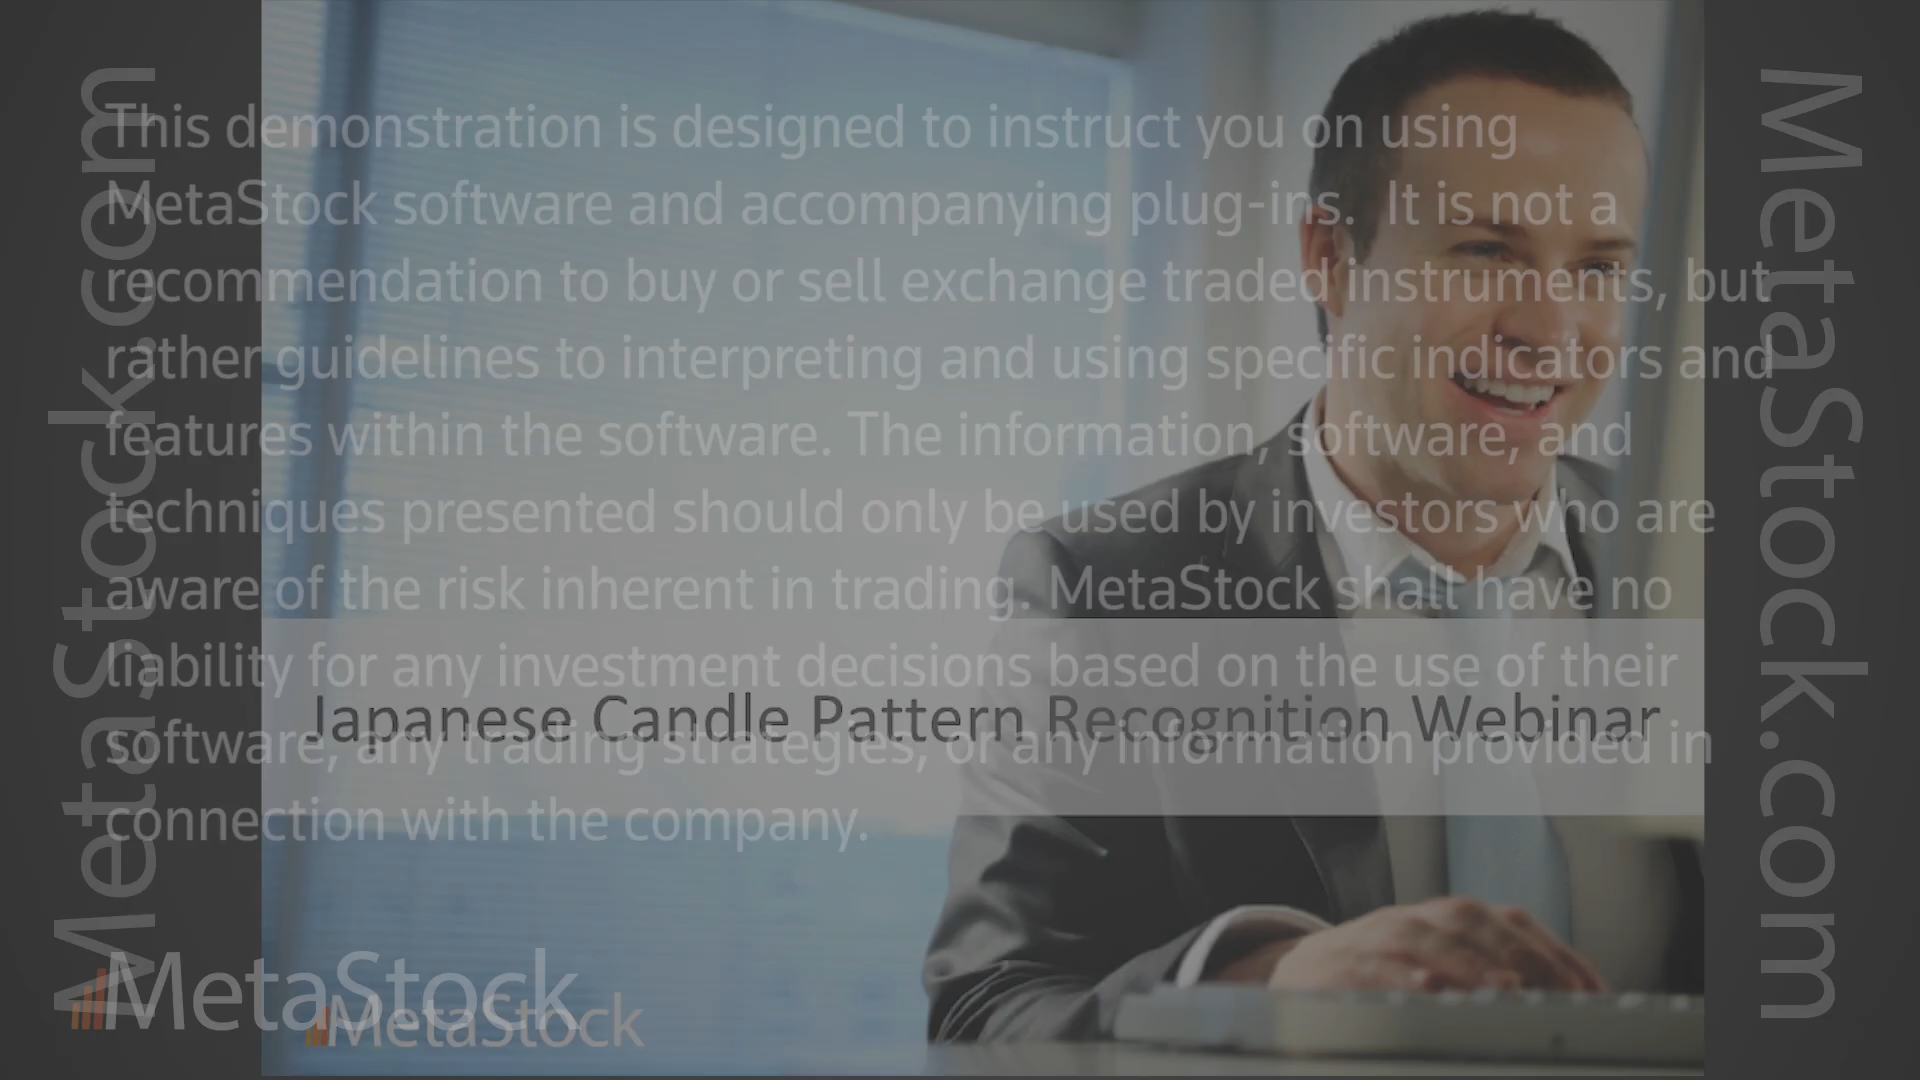 This demonstration is designed to instruct you on using
MetaStock software and accompanying plug-ins.  It is not a
recommendation to buy or sell exchange traded instruments, but
rather guidelines to interpreting and using specific indicators and
features within the software. The information, software, and
techniques presented should only be used by investors who are
aware of the risk inherent in trading. MetaStock shall have no
liability for any investment decisions based on the use of their
software, any trading strategies, or any information provided in
connection with the company.
Japanese Candle Pattern Recognition Webinar
MetaStock
MetaStock
MetaStock.com
MetaStock.com